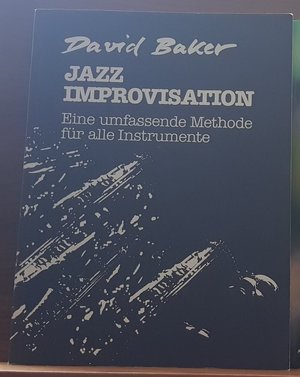 David Baker
JAZZ
IMPROVISATION
Eine umfassende Methode
für alle Instrumente